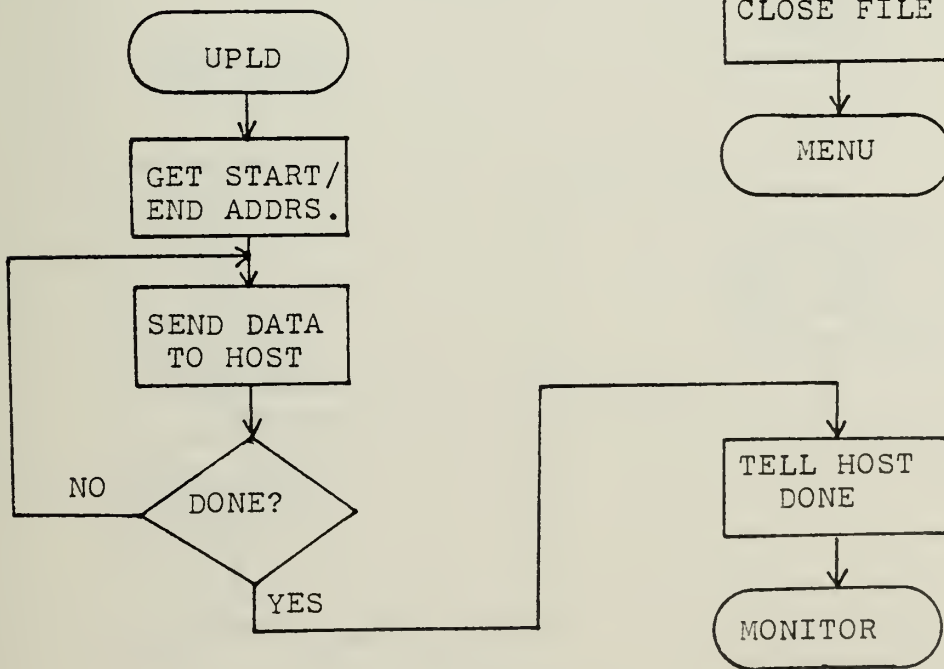 CLOSE FILE
MENU
UPLD
GET START/
END ADDRS.
SEND DATA
TO HOST
NO
DONE?
YES
TELL HOST
DONE
MONITOR